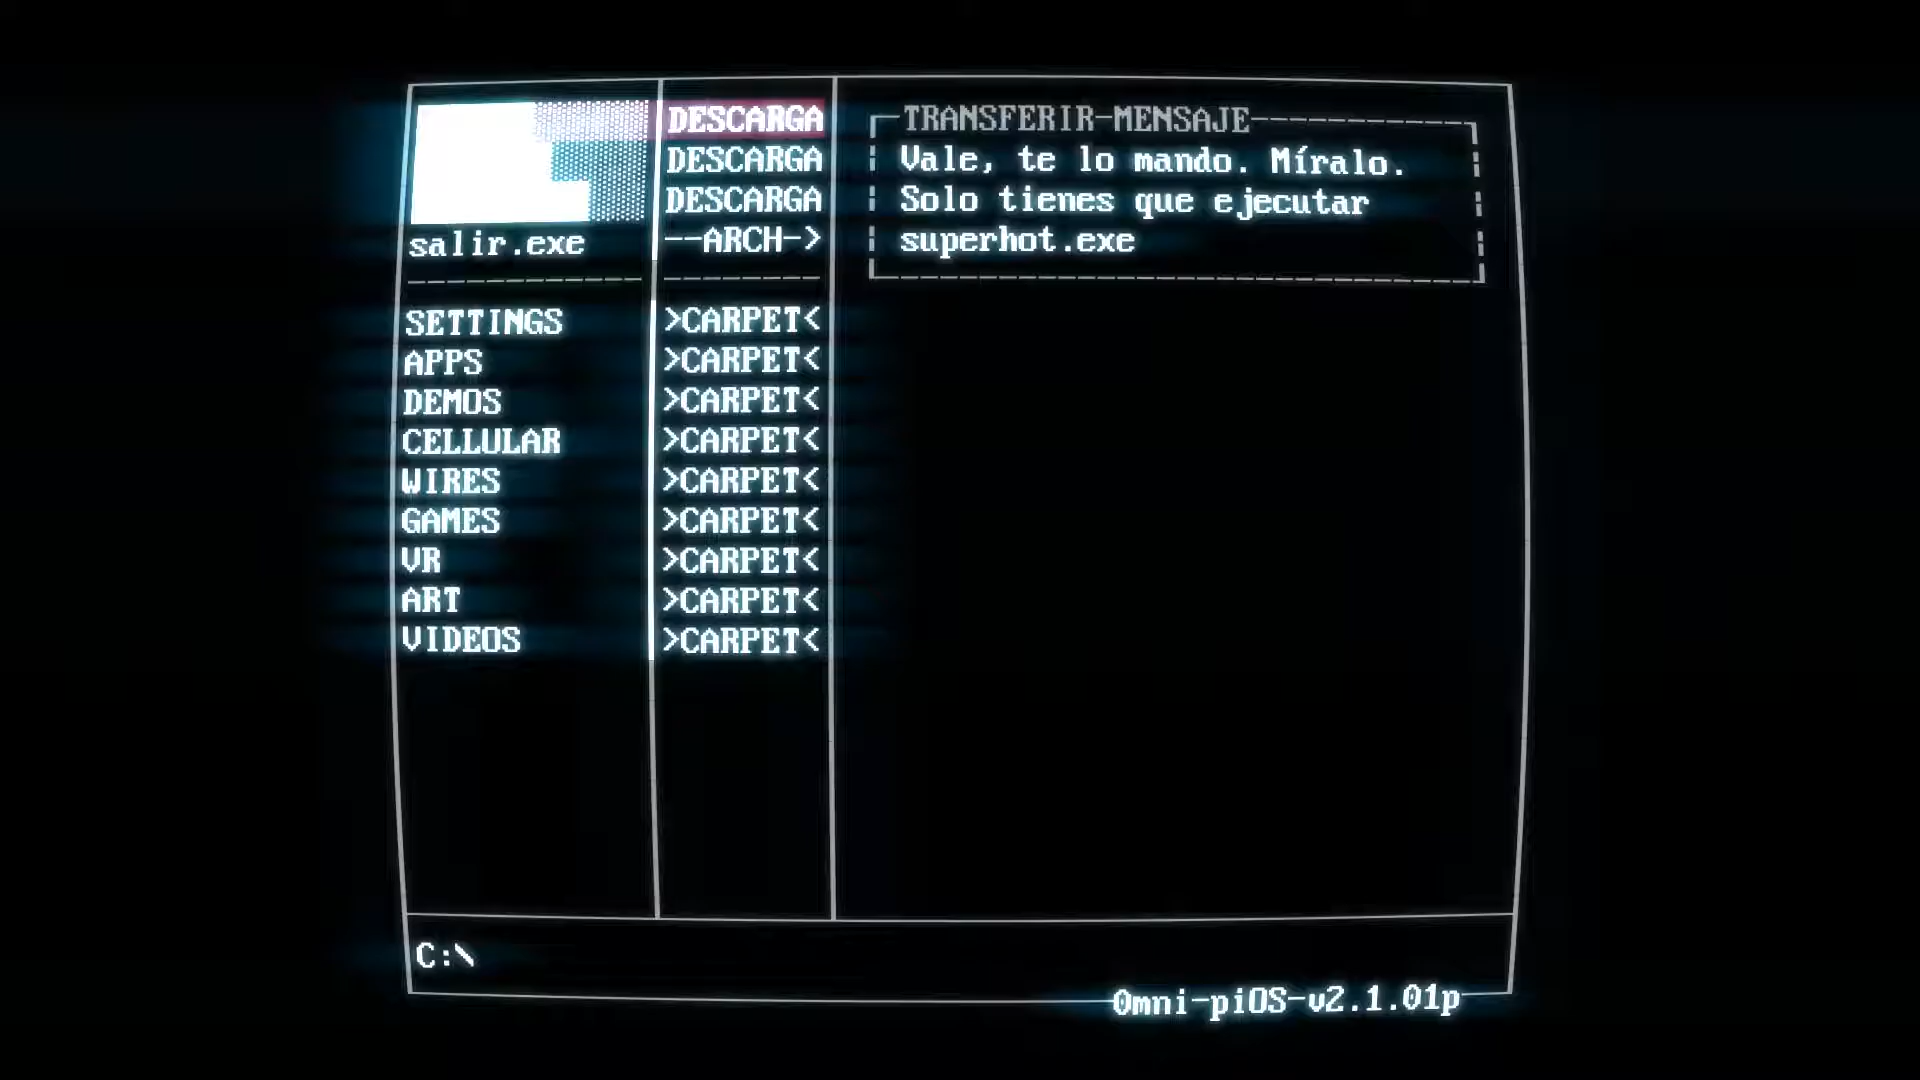 DESCARGA
DESCARGA
DESCARGA
salir.exe --ARCH->
SETTINGS >CARPET<
APPS >CARPET<
DEMOS >CARPET<
CELLULAR >CARPET<
WIRES >CARPET<
GAMES >CARPET<
VR >CARPET<
ART >CARPET<
VIDEOS >CARPET<
TRANSFERIR-MENSAJE
Vale, te lo mando. Míralo.
Solo tienes que ejecutar
superhot.exe
C:\
0mni-piOS-v2.1.01p